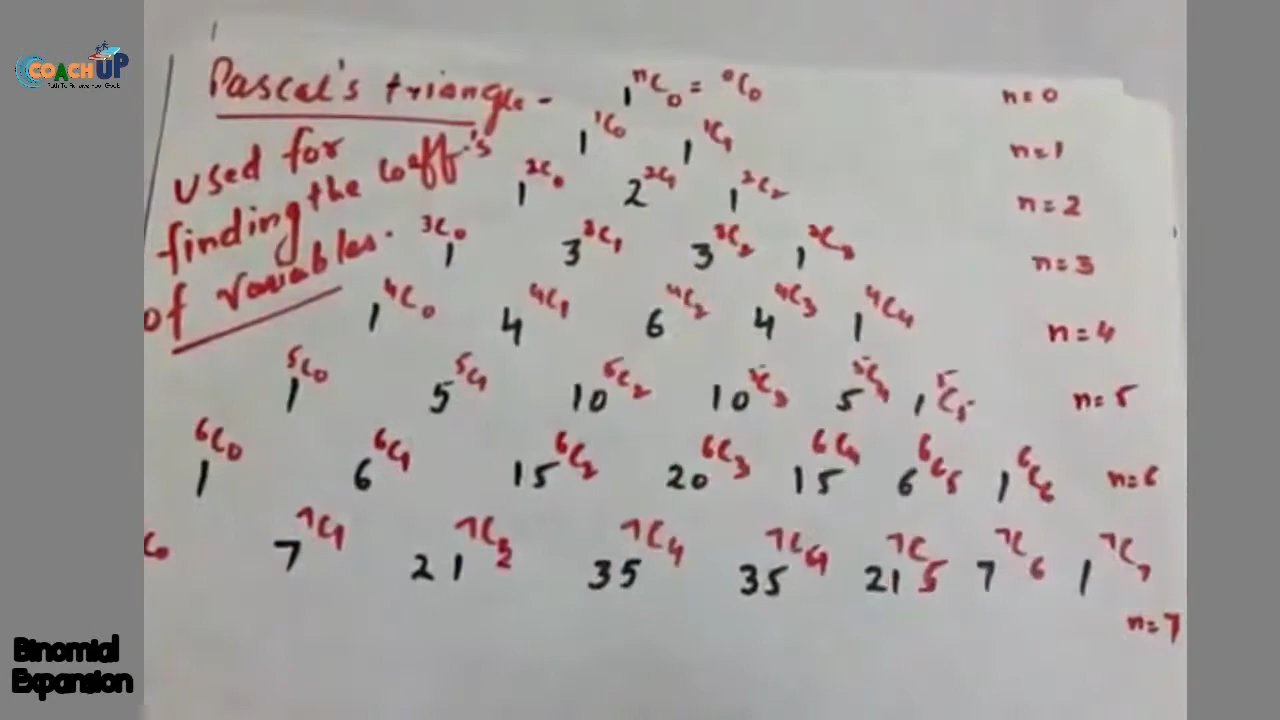 COACHUP
Pascal's triangle -
used for
finding the coeff's
of variables.
1 ⁿC₀ = ⁰C₀ n=0
1 ¹C₀ 1 ¹C₁ n=1
1 ²C₀ 2 ²C₁ 1 ²C₂ n=2
1 ³C₀ 3 ³C₁ 3 ³C₂ 1 ³C₃ n=3
1 ⁴C₀ 4 ⁴C₁ 6 ⁴C₂ 4 ⁴C₃ 1 ⁴C₄ n=4
1 ⁵C₀ 5 ⁵C₁ 10 ⁵C₂ 10 ⁵C₃ 5 ⁵C₄ 1 ⁵C₅ n=5
1 ⁶C₀ 6 ⁶C₁ 15 ⁶C₂ 20 ⁶C₃ 15 ⁶C₄ 6 ⁶C₅ 1 ⁶C₆ n=6
C₀ 7 ⁷C₁ 21 ⁷C₂ 35 ⁷C₄ 35 ⁷C₄ 21 ⁷C₅ 7 ⁷C₆ 1 ⁷C₇
n=7
Binomial
Expansion